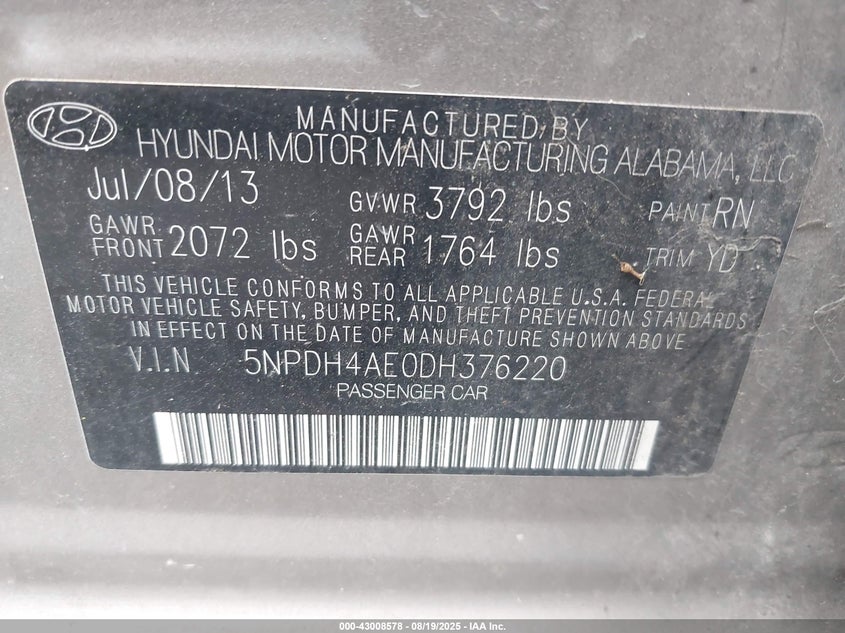 MANUFACTURED BY
HYUNDAI MOTOR MANUFACTURING ALABAMA, LLC
Jul/08/13 GVWR 3792 lbs PAINT RN
GAWR FRONT 2072 lbs GAWR REAR 1764 lbs TRIM YD
THIS VEHICLE CONFORMS TO ALL APPLICABLE U.S.A. FEDERAL
MOTOR VEHICLE SAFETY, BUMPER, AND THEFT PREVENTION STANDARDS
IN EFFECT ON THE DATE OF MANUFACTURE SHOWN ABOVE.
V.I.N. 5NPDH4AE0DH376220
PASSENGER CAR
000-43008578 - 08/19/2025 - IAA Inc.